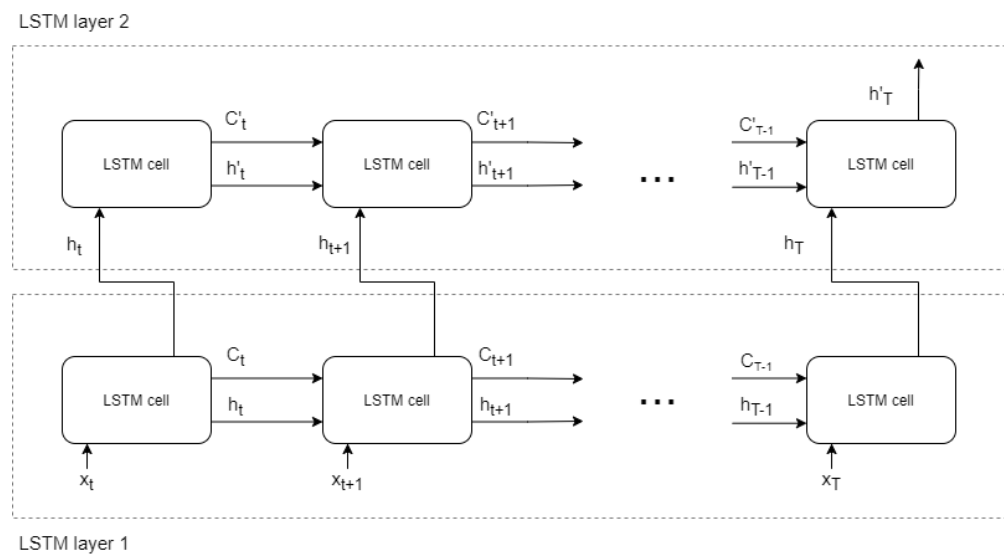 LSTM layer 2
h'T
C't
C't+1
C'T-1
LSTM cell
LSTM cell
LSTM cell
h't
h't+1
...
h'T-1
ht
ht+1
hT
Ct
Ct+1
CT-1
LSTM cell
LSTM cell
LSTM cell
ht
ht+1
...
hT-1
xt
xt+1
xT
LSTM layer 1